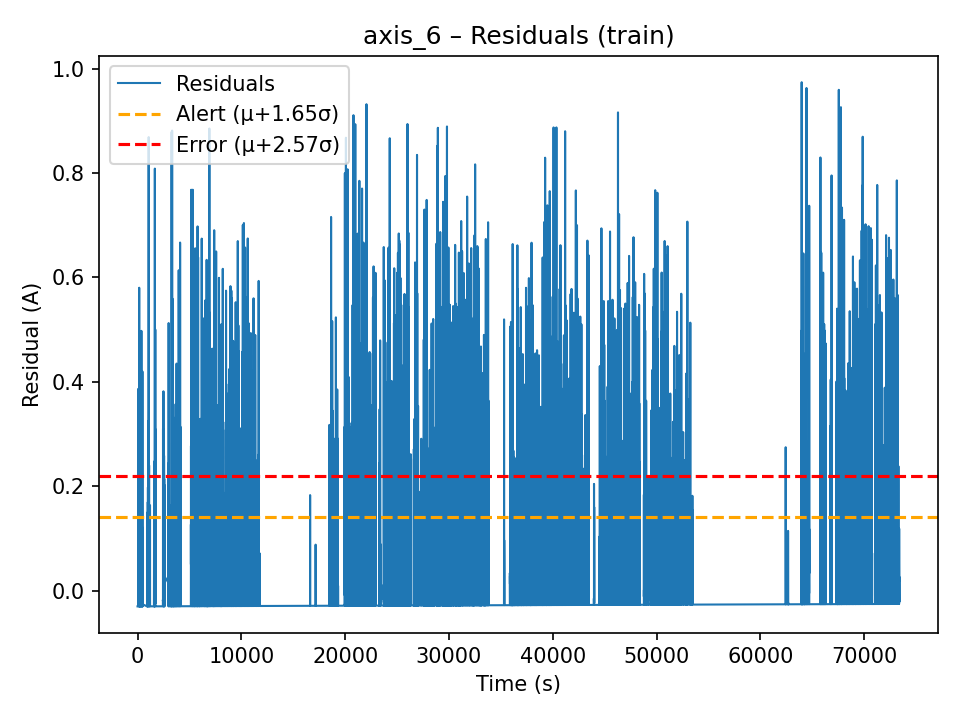 axis_6 – Residuals (train)
Residuals
Alert (μ+1.65σ)
Error (μ+2.57σ)
1.0
0.8
0.6
0.4
0.2
0.0
Residual (A)
0 10000 20000 30000 40000 50000 60000 70000
Time (s)